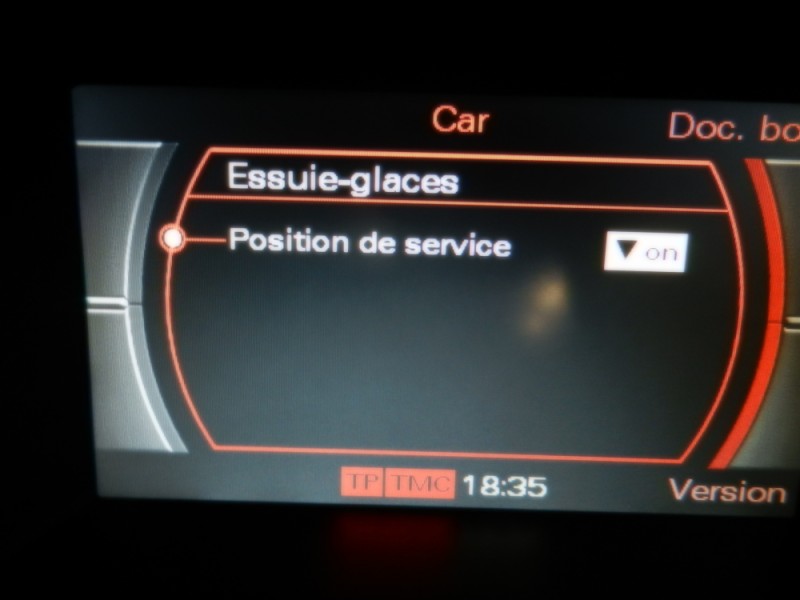 Car
Doc. bo
Essuie-glaces
Position de service
on
TP TMC 18:35
Version